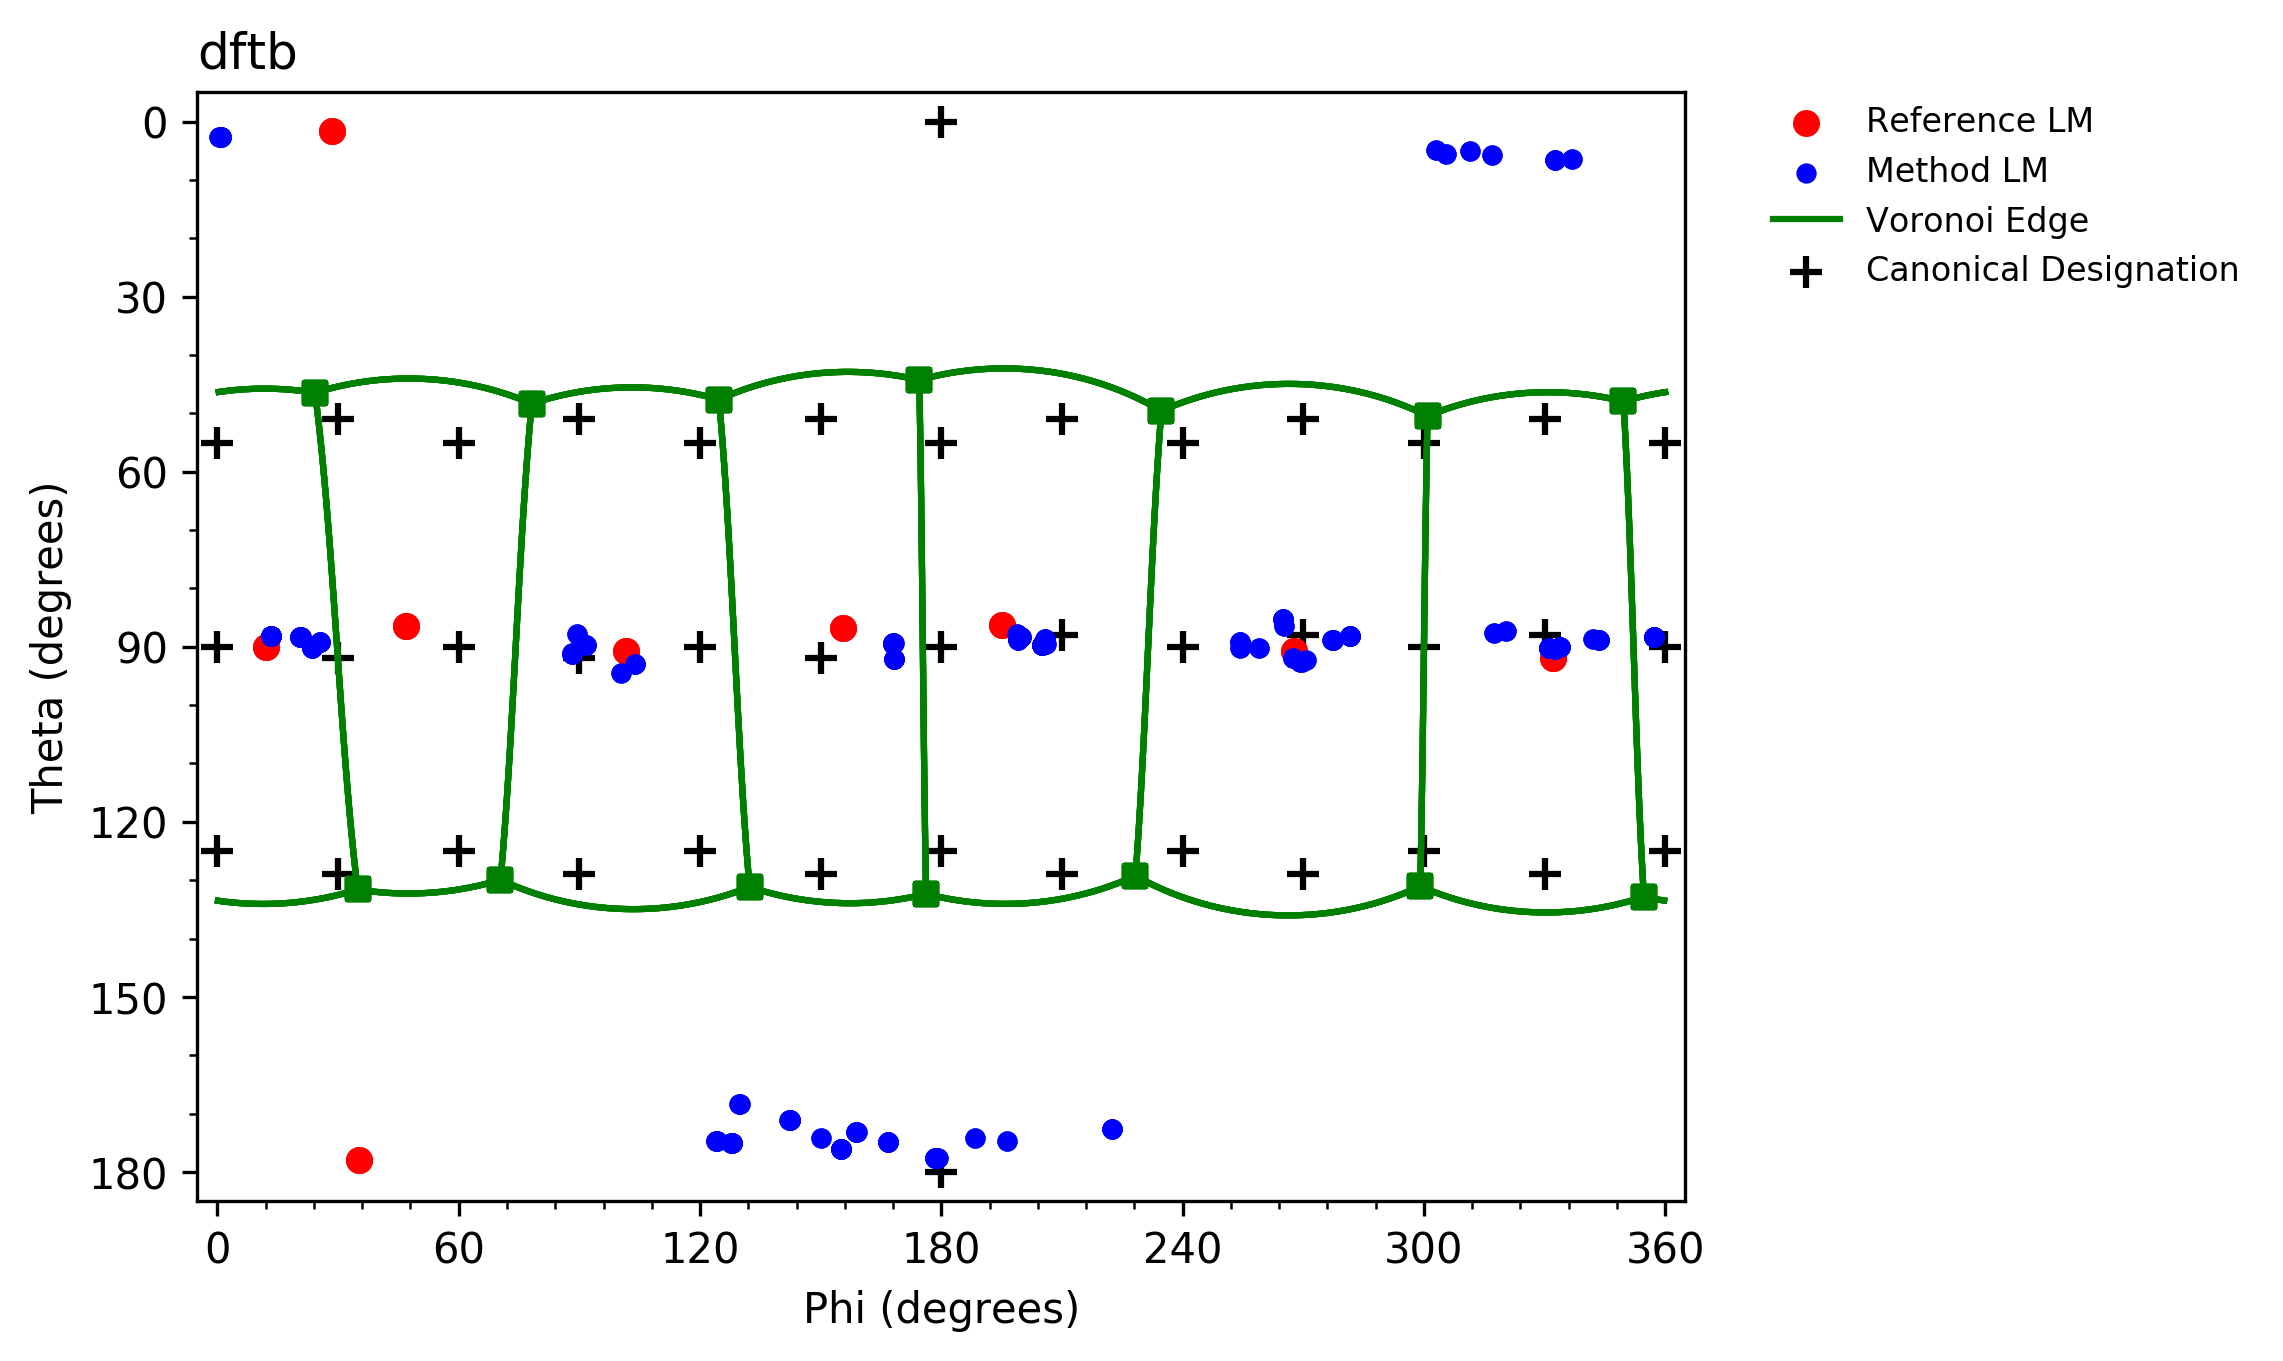 dftb
Reference LM
Method LM
Voronoi Edge
Canonical Designation
Theta (degrees)
0
30
60
90
120
150
180
0 60 120 180 240 300 360
Phi (degrees)